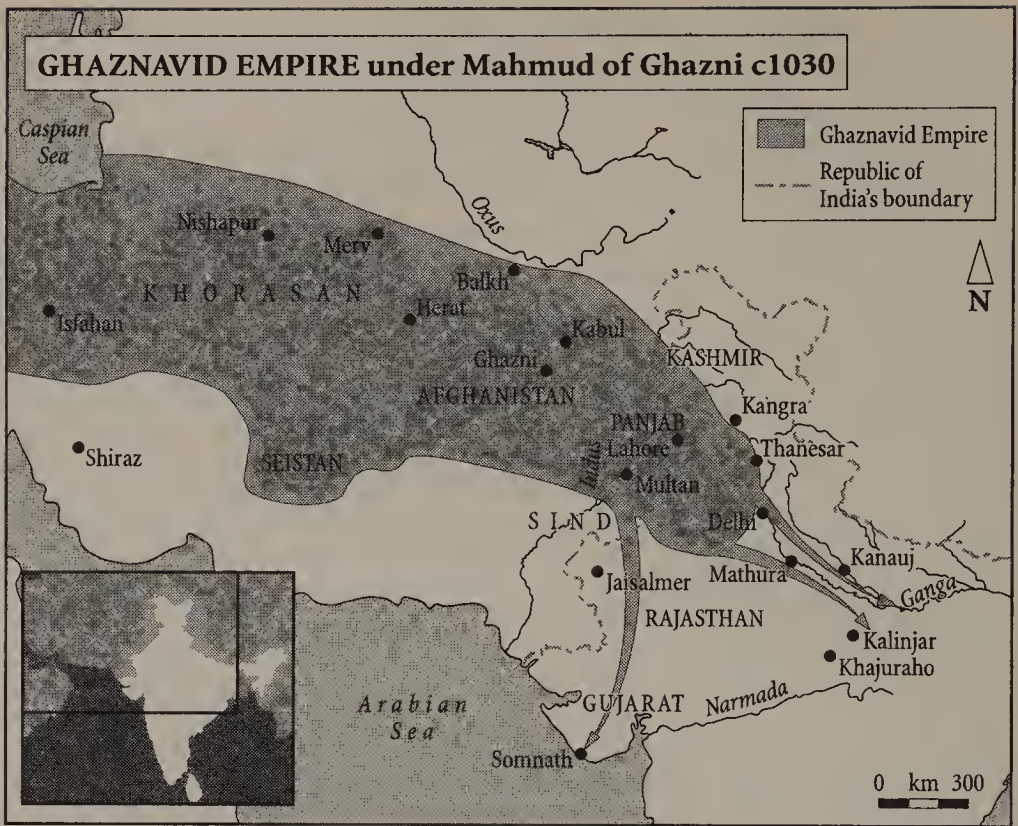 GHAZNAVID EMPIRE under Mahmud of Ghazni c1030
Caspian
Sea
Ghaznavid Empire
Republic of
India's boundary
N
Oxus
Nishapur
Merv
Balkh
KHORASAN
Herat
Isfahan
Kabul
Ghazni
KASHMIR
AFGHANISTAN
Kangra
PANJAB
Lahore
Thanesar
Shiraz
SEISTAN
Indus
Multan
SIND
Delhi
Kanauj
Mathura
Ganga
Jaisalmer
RAJASTHAN
Kalinjar
Khajuraho
Arabian
Sea
GUJARAT
Narmada
Somnath
0 km 300